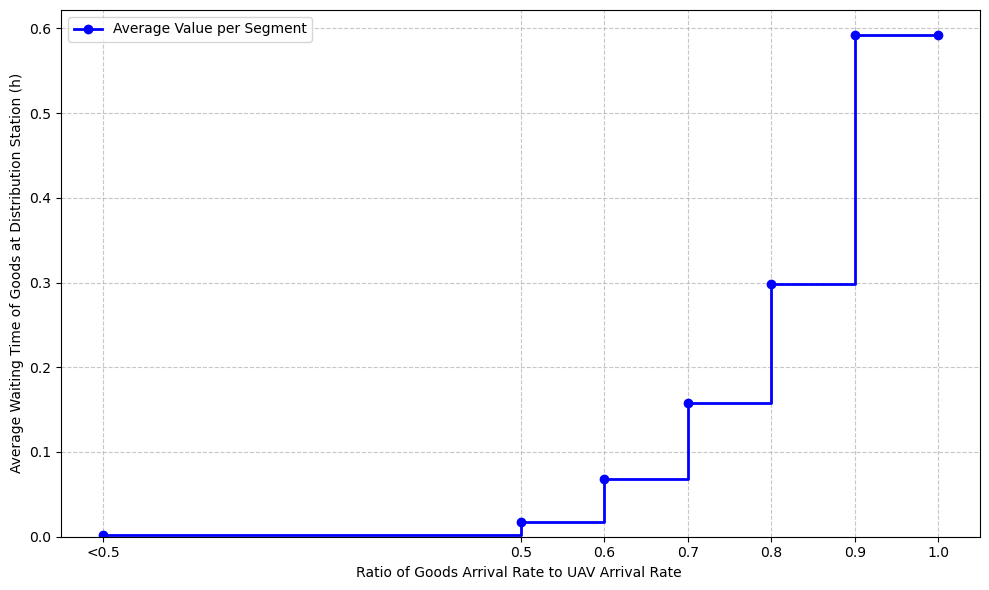 Average Value per Segment
Average Waiting Time of Goods at Distribution Station (h)
0.6
0.5
0.4
0.3
0.2
0.1
0.0
<0.5 0.5 0.6 0.7 0.8 0.9 1.0
Ratio of Goods Arrival Rate to UAV Arrival Rate